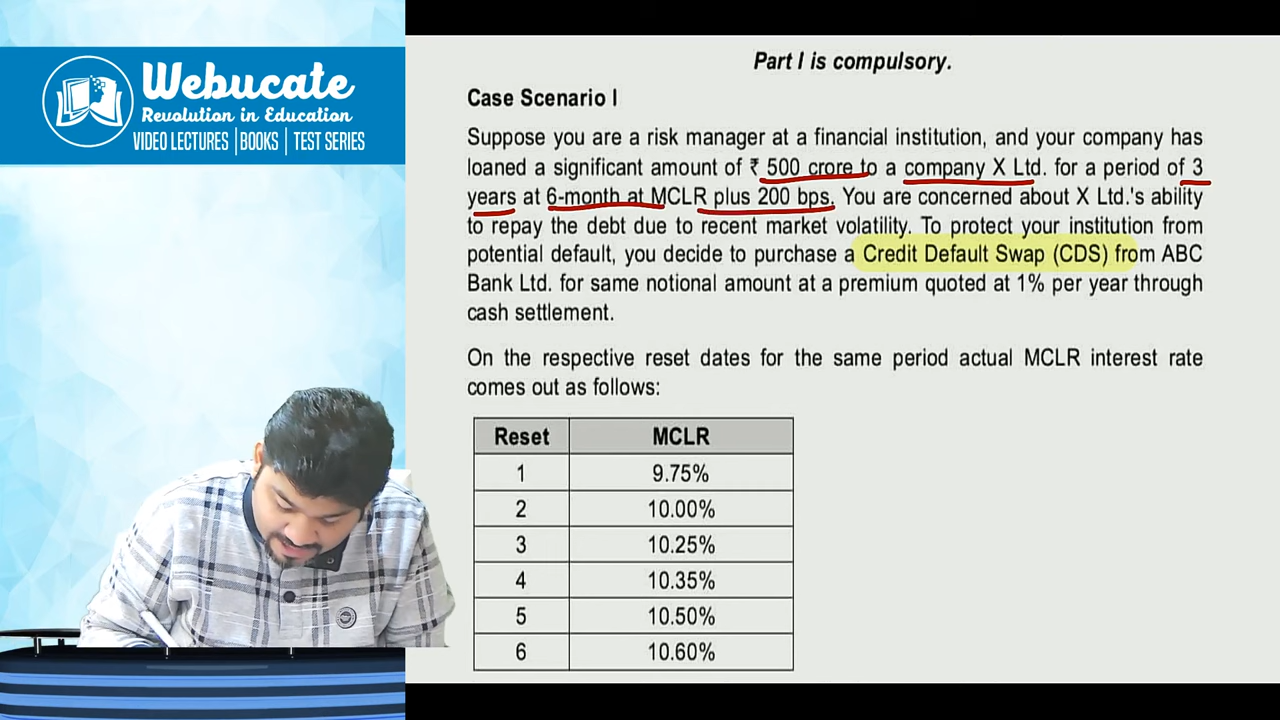 Webucate
Revolution in Education
VIDEO LECTURES | BOOKS | TEST SERIES
Part I is compulsory.
Case Scenario I
Suppose you are a risk manager at a financial institution, and your company has
loaned a significant amount of ₹ 500 crore to a company X Ltd. for a period of 3
years at 6-month at MCLR plus 200 bps. You are concerned about X Ltd.'s ability
to repay the debt due to recent market volatility. To protect your institution from
potential default, you decide to purchase a Credit Default Swap (CDS) from ABC
Bank Ltd. for same notional amount at a premium quoted at 1% per year through
cash settlement.
On the respective reset dates for the same period actual MCLR interest rate
comes out as follows:
Reset MCLR
1 9.75%
2 10.00%
3 10.25%
4 10.35%
5 10.50%
6 10.60%